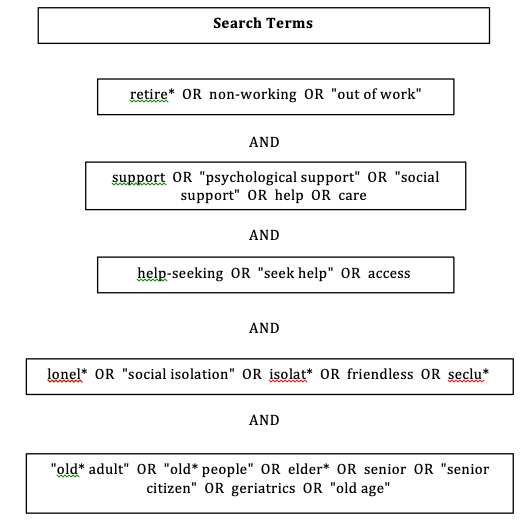 Search Terms
retire* OR non-working OR "out of work"
AND
support OR "psychological support" OR "social
support" OR help OR care
AND
help-seeking OR "seek help" OR access
AND
lonel* OR "social isolation" OR isolat* OR friendless OR seclu*
AND
"old* adult" OR "old* people" OR elder* OR senior OR "senior
citizen" OR geriatrics OR "old age"